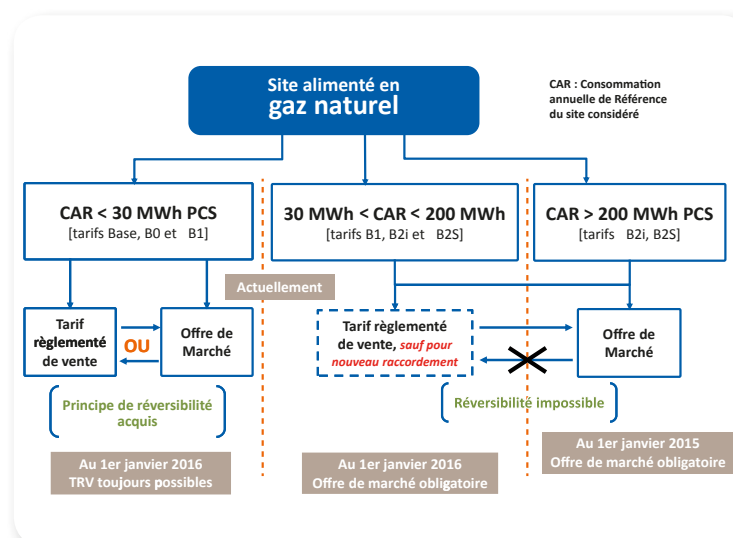 Site alimenté en
gaz naturel
CAR : Consommation
annuelle de Référence
du site considéré
CAR < 30 MWh PCS
[tarifs Base, B0 et B1]
30 MWh < CAR < 200 MWh
[tarifs B1, B2i et B2S]
CAR > 200 MWh PCS
[tarifs B2i, B2S]
Actuellement
Tarif
règlementé
de vente
OU
Offre de
Marché
Tarif règlementé
de vente, sauf pour
nouveau raccordement
Offre de
Marché
Principe de réversibilité
acquis
Réversibilité impossible
Au 1er janvier 2016
TRV toujours possibles
Au 1er janvier 2016
Offre de marché obligatoire
Au 1er janvier 2015
Offre de marché obligatoire